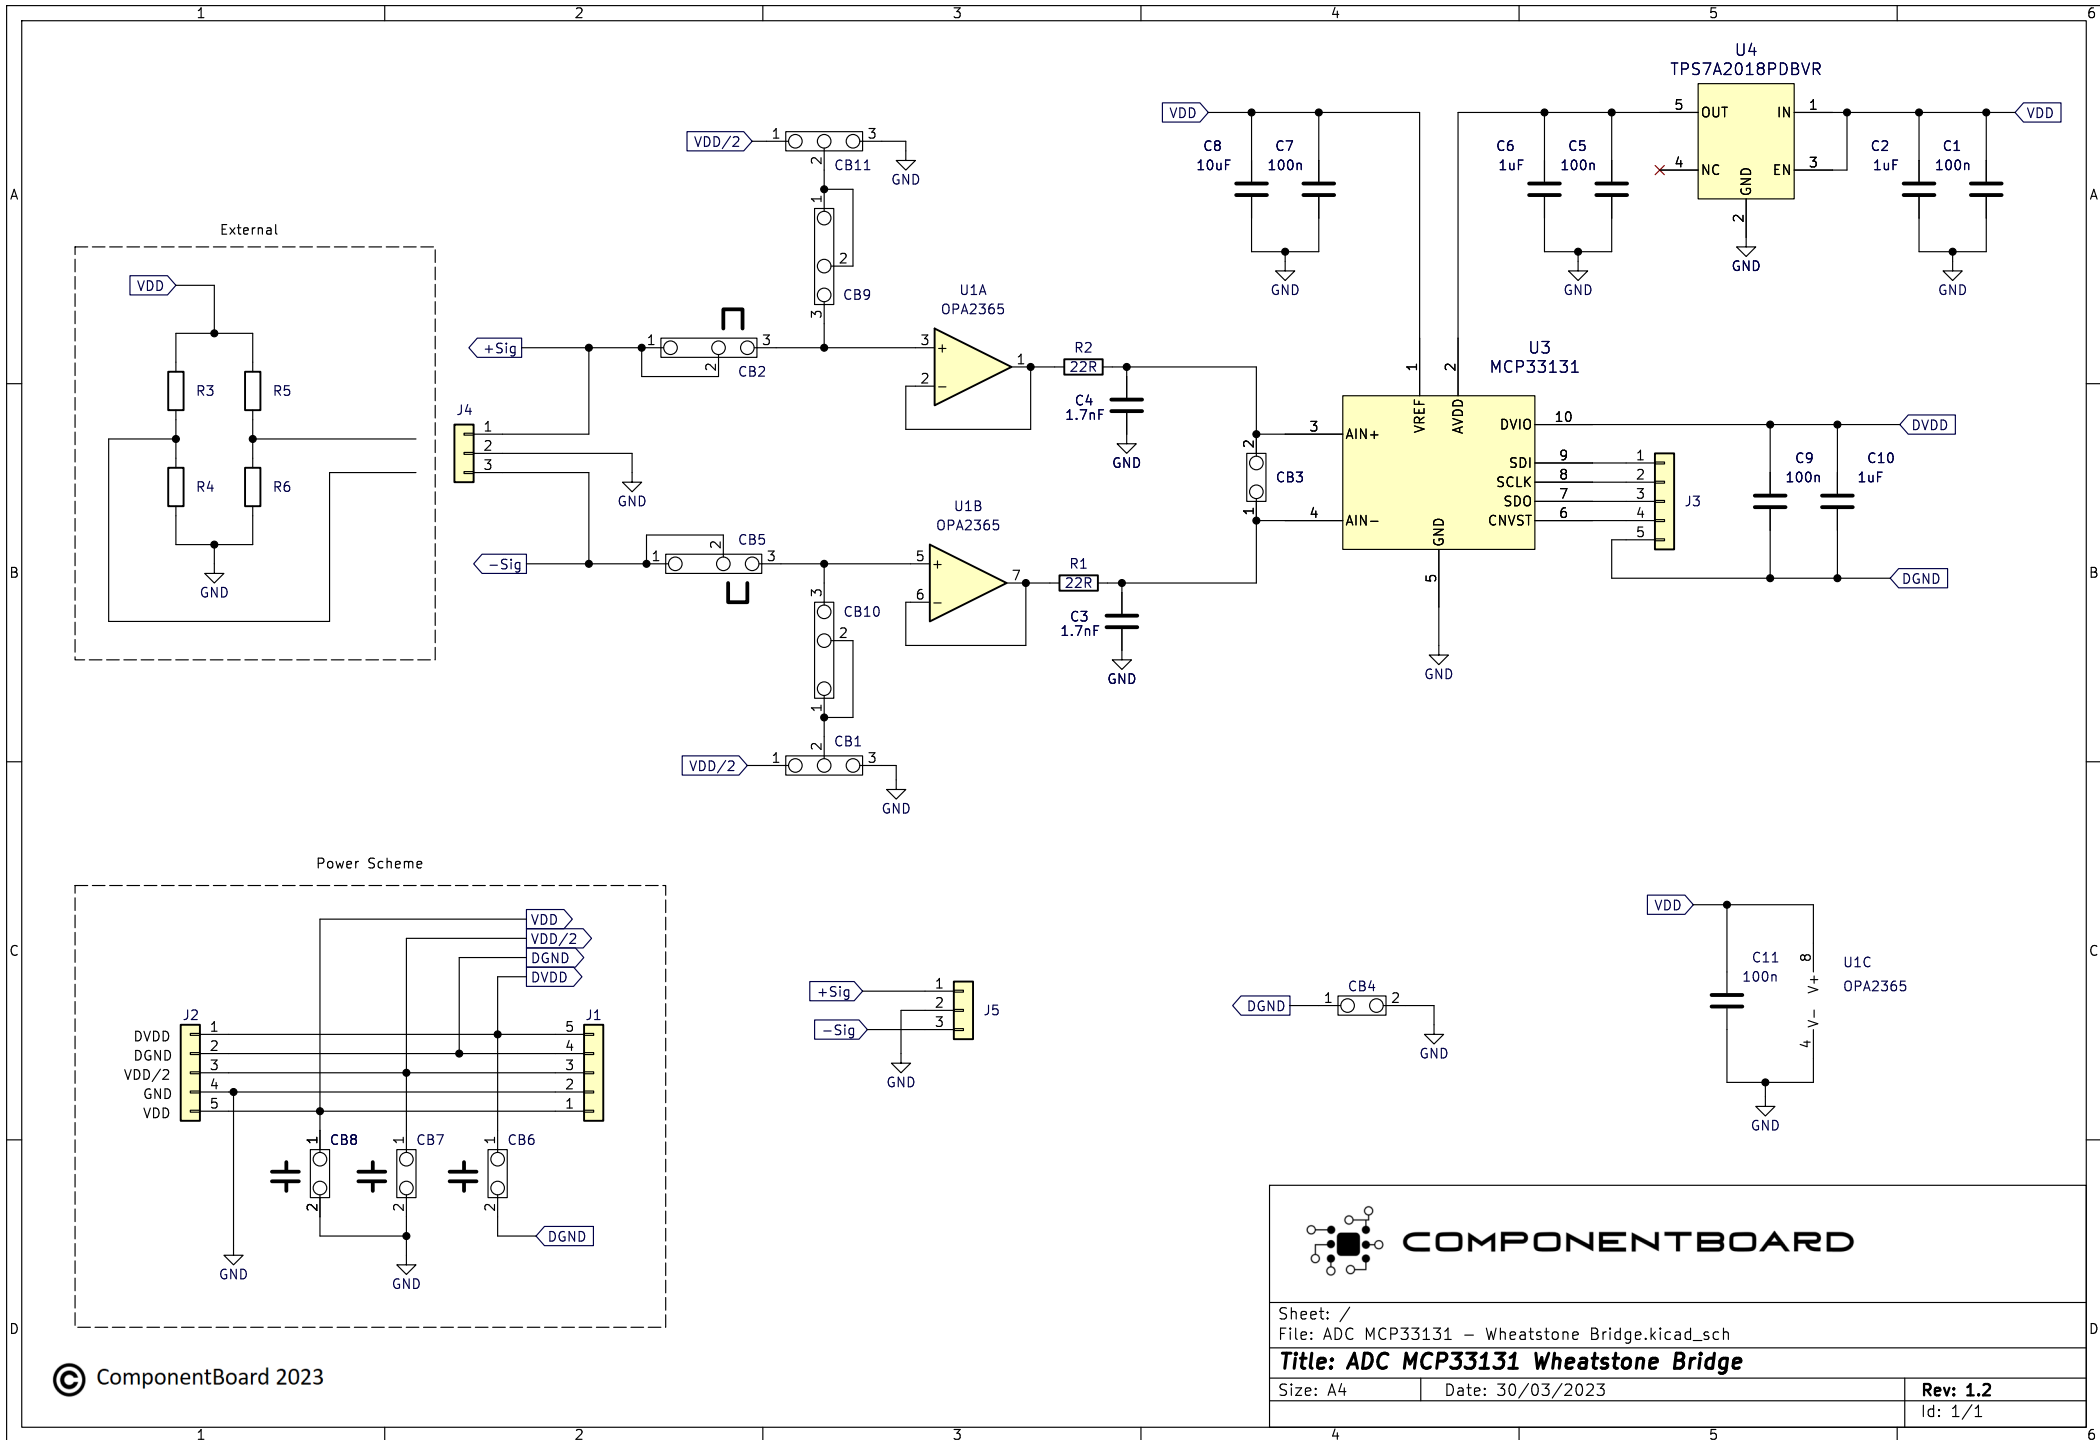 1 2 3 4 5 6
U4
TPS7A2018PDBVR
VDD
5 OUT IN 1
VDD
4 NC EN 3
GND
2
GND
C8
10uF
C7
100n
C6
1uF
C5
100n
C2
1uF
C1
100n
GND
GND
GND
A
A
VDD/2
1
3
2
CB11
GND
1
2
CB9
3
External
VDD
R3
R5
R4
R6
GND
+Sig
1
3
2
CB2
J4
1
2
3
GND
-Sig
1
2
3
CB5
U1A
OPA2365
3
+
2
-
1
R2
22R
C4
1.7nF
GND
U1B
OPA2365
5
+
6
-
7
R1
22R
C3
1.7nF
GND
3
CB10
2
1
2
CB1
VDD/2
1
3
GND
2
CB3
1
U3
MCP33131
1
2
VREF
AVDD
3 AIN+
4 AIN-
DVIO 10
SDI 9
SCLK 8
SDO 7
CNVST 6
GND
5
GND
1
2
3
4
5
J3
C9
100n
C10
1uF
DVDD
DGND
B
B
Power Scheme
VDD
VDD/2
DGND
DVDD
J2
J1
DVDD 1 5
DGND 2 4
VDD/2 3 3
GND 4 2
VDD 5 1
1 CB8
1 CB7
1 CB6
2
2
2
DGND
GND
GND
+Sig
1
2
-Sig
3
J5
GND
DGND
1
CB4
2
GND
VDD
C11
100n
8
V+
V-
4
U1C
OPA2365
GND
C
C
COMPONENTBOARD
Sheet: /
File: ADC MCP33131 - Wheatstone Bridge.kicad_sch
Title: ADC MCP33131 Wheatstone Bridge
Size: A4 Date: 30/03/2023 Rev: 1.2
Id: 1/1
D
D
© ComponentBoard 2023
1 2 3 4 5 6